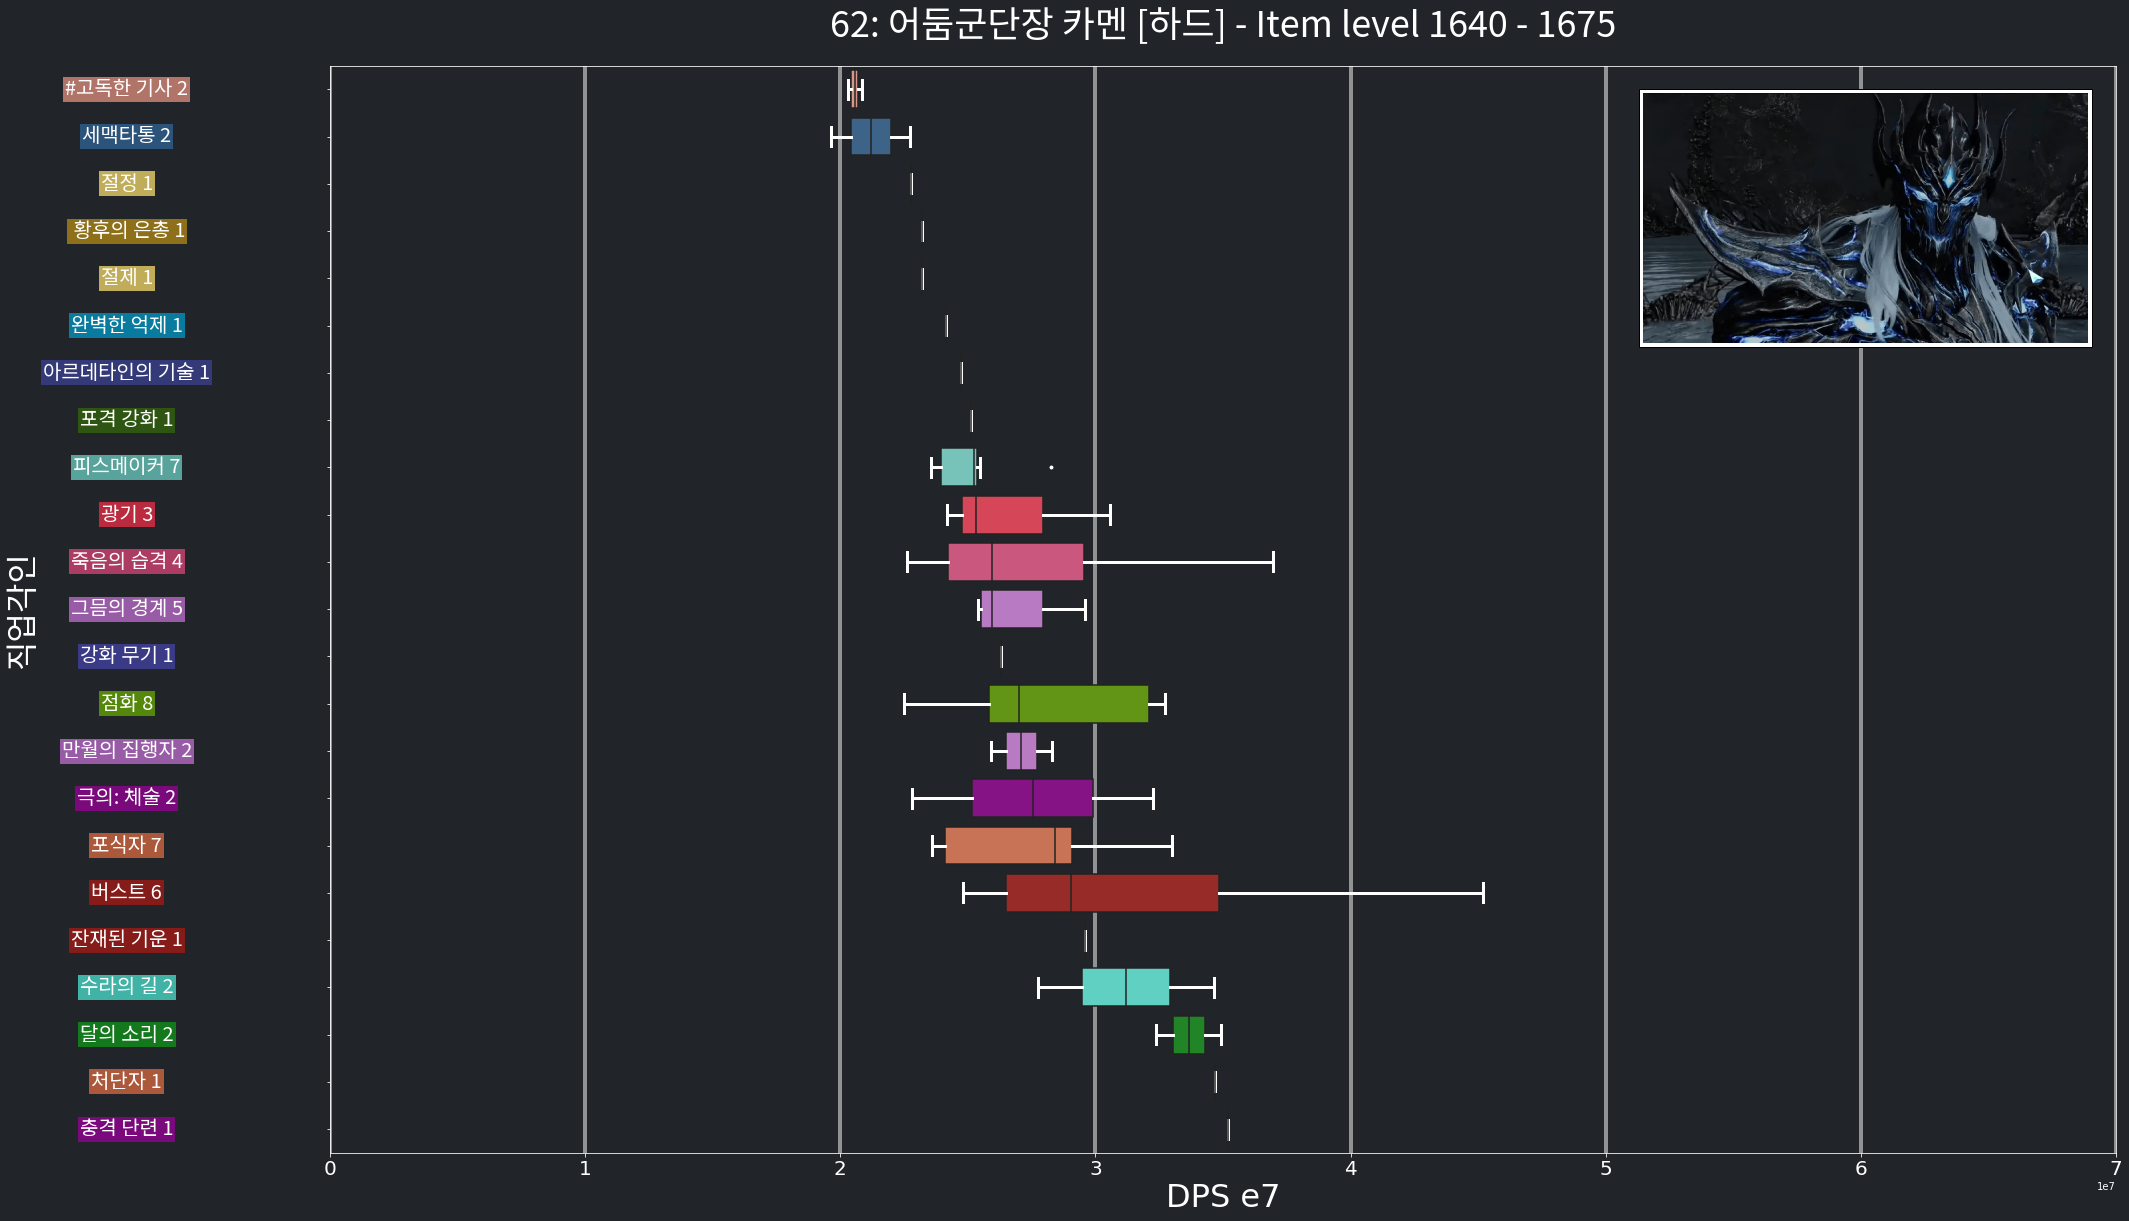 62: 어둠군단장 카멘 [하드] - Item level 1640 - 1675
#고독한 기사 2
세맥타통 2
절정 1
황후의 은총 1
절제 1
완벽한 억제 1
아르데타인의 기술 1
포격 강화 1
피스메이커 7
광기 3
죽음의 습격 4
그믐의 경계 5
강화 무기 1
점화 8
만월의 집행자 2
극의: 체술 2
포식자 7
버스트 6
잔재된 기운 1
수라의 길 2
달의 소리 2
처단자 1
충격 단련 1
직업각인
0 1 2 3 4 5 6 7
1e7
DPS e7